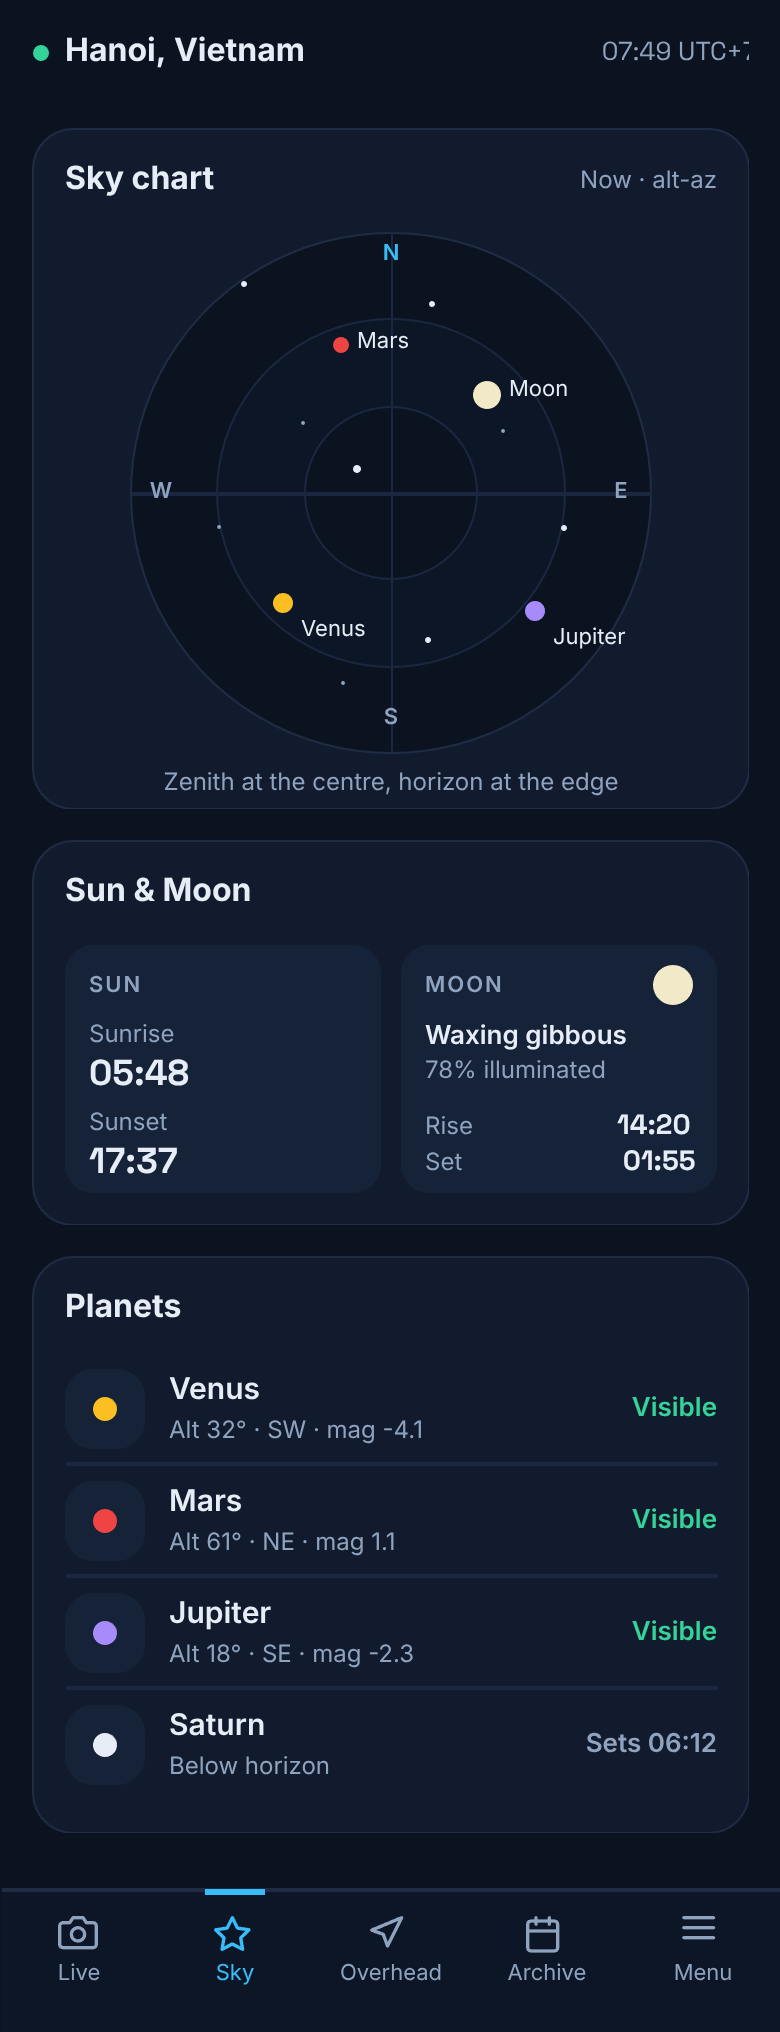 Hanoi, Vietnam
07:49 UTC+7
Sky chart
Now · alt-az
N
Mars
Moon
W
E
Venus
Jupiter
S
Zenith at the centre, horizon at the edge
Sun & Moon
SUN
Sunrise
05:48
Sunset
17:37
MOON
Waxing gibbous
78% illuminated
Rise 14:20
Set 01:55
Planets
Venus
Alt 32° · SW · mag -4.1
Visible
Mars
Alt 61° · NE · mag 1.1
Visible
Jupiter
Alt 18° · SE · mag -2.3
Visible
Saturn
Below horizon
Sets 06:12
Live
Sky
Overhead
Archive
Menu